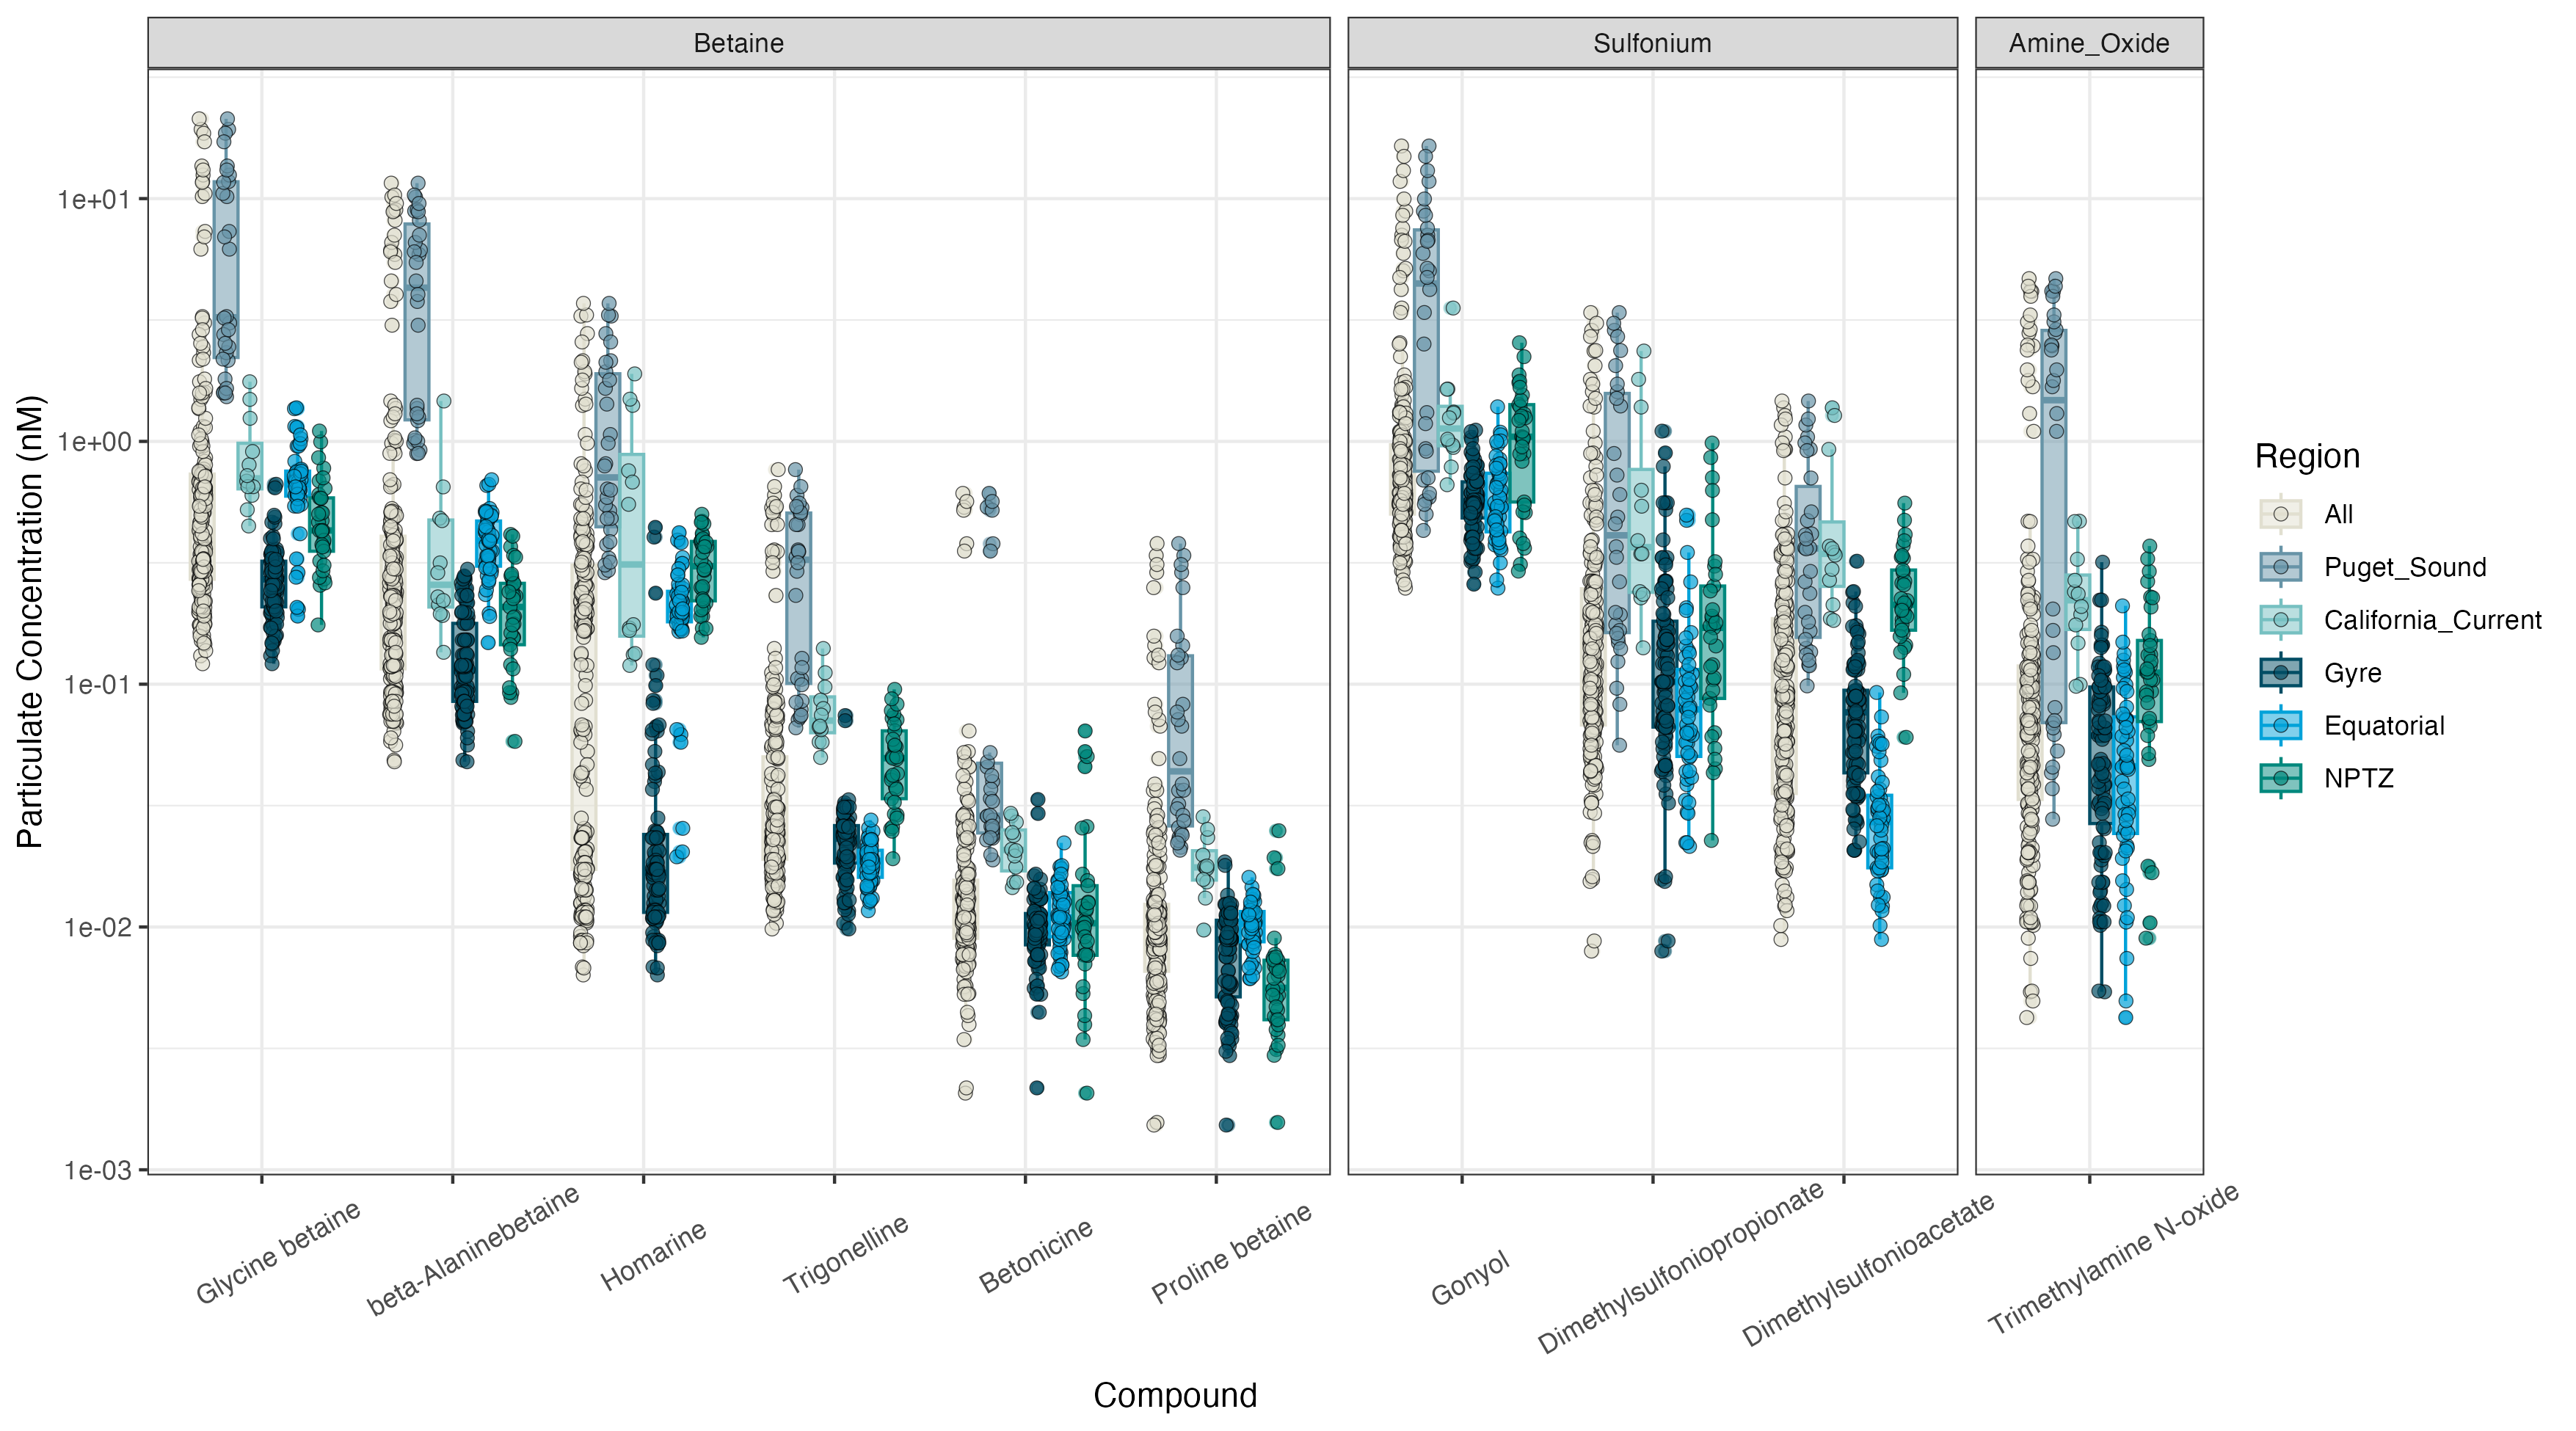 Betaine
Sulfonium
Amine_Oxide
Particulate Concentration (nM)
1e+01
1e+00
1e-01
1e-02
1e-03
Glycine betaine
beta-Alaninebetaine
Homarine
Trigonelline
Betonicine
Proline betaine
Gonyol
Dimethylsulfoniopropionate
Dimethylsulfonioacetate
Trimethylamine N-oxide
Compound
Region
All
Puget_Sound
California_Current
Gyre
Equatorial
NPTZ